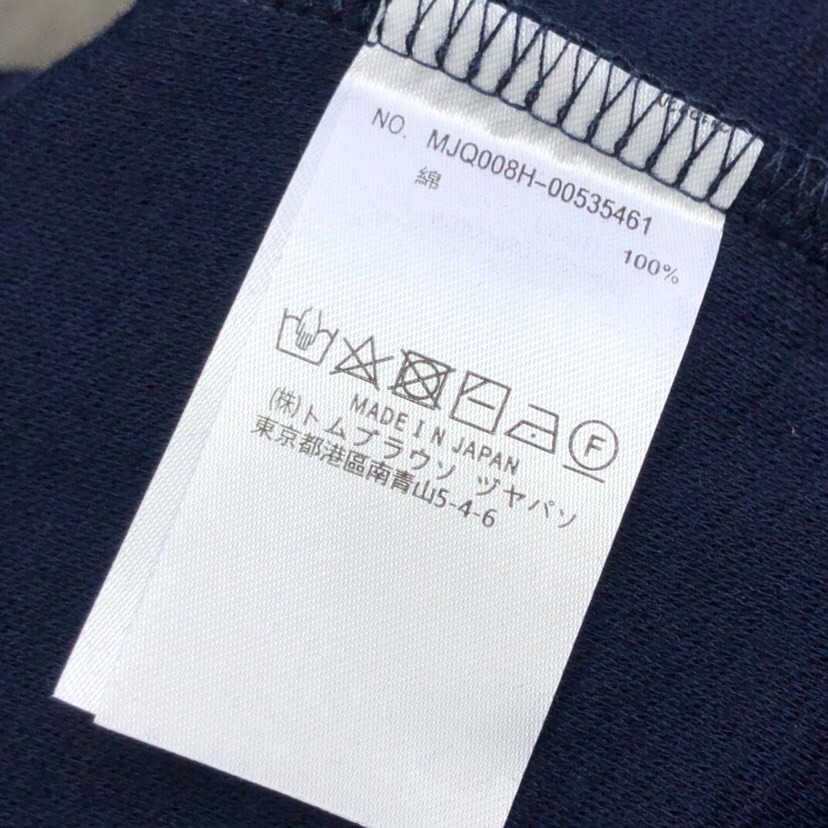 NO. MJQ008H-00535461
綿 100%
MADE IN JAPAN
(株)トムブラウソ ヅヤパソ
東京都港區南青山5-4-6
F